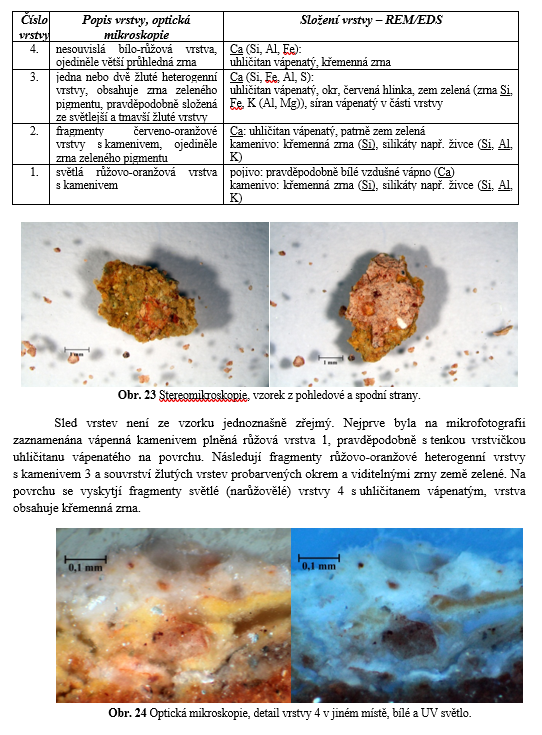 Číslo vrstvy
Popis vrstvy, optická mikroskopie
Složení vrstvy – REM/EDS
4.
nesouvislá bílo-růžová vrstva,
ojediněle větší průhledná zrna
Ca (Si, Al, Fe):
uhličitan vápenatý, křemenná zrna
3.
jedna nebo dvě žluté heterogenní
vrstvy, obsahuje zrna zeleného
pigmentu, pravděpodobně složená
ze světlejší a tmavší žluté vrstvy
Ca (Si, Fe, Al, S):
uhličitan vápenatý, okr, červená hlinka, zem zelená (zrna Si,
Fe, K (Al, Mg)), síran vápenatý v části vrstvy
2.
fragmenty červeno-oranžové
vrstvy s kamenivem, ojediněle
zrna zeleného pigmentu
Ca: uhličitan vápenatý, patrně zem zelená
kamenivo: křemenná zrna (Si), silikáty např. živce (Si, Al,
K)
1.
světlá růžovo-oranžová vrstva
s kamenivem
pojivo: pravděpodobně bílé vzdušné vápno (Ca)
kamenivo: křemenná zrna (Si), silikáty např. živce (Si, Al,
K)
1 mm
1 mm
Obr. 23 Stereomikroskopie, vzorek z pohledové a spodní strany.
Sled vrstev není ze vzorku jednoznašně zřejmý. Nejprve byla na mikrofotografii
zaznamenána vápenná kamenivem plněná růžová vrstva 1, pravděpodobně s tenkou vrstvičkou
uhličitanu vápenatého na povrchu. Následují fragmenty růžovo-oranžové heterogenní vrstvy
s kamenivem 3 a souvrství žlutých vrstev probarvených okrem a viditelnými zrny země zelené. Na
povrchu se vyskytjí fragmenty světlé (narůžovělé) vrstvy 4 s uhličitanem vápenatým, vrstva
obsahuje křemenná zrna.
0,1 mm
0,1 mm
Obr. 24 Optická mikroskopie, detail vrstvy 4 v jiném místě, bílé a UV světlo.